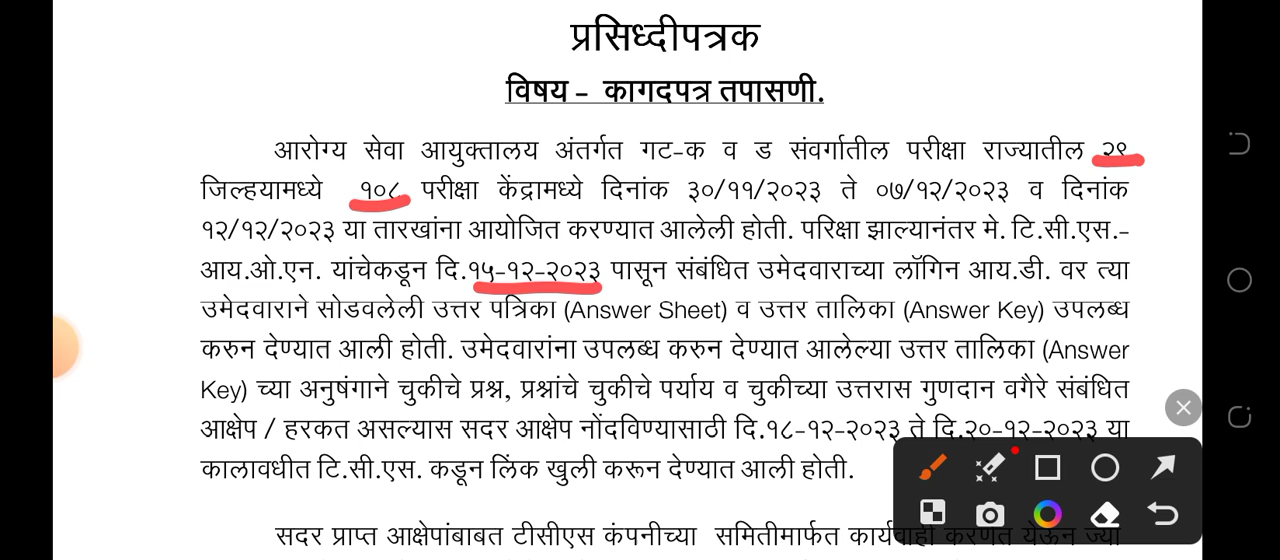 प्रसिध्दीपत्रक
विषय - कागदपत्र तपासणी.
आरोग्य सेवा आयुक्तालय अंतर्गत गट-क व ड संवर्गातील परीक्षा राज्यातील २९
जिल्हयामध्ये १०८ परीक्षा केंद्रामध्ये दिनांक ३०/११/२०२३ ते ०७/१२/२०२३ व दिनांक
१२/१२/२०२३ या तारखांना आयोजित करण्यात आलेली होती. परिक्षा झाल्यानंतर मे. टि.सी.एस.-
आय.ओ.एन. यांचेकडून दि.१५-१२-२०२३ पासून संबंधित उमेदवाराच्या लॉगिन आय.डी. वर त्या
उमेदवाराने सोडवलेली उत्तर पत्रिका (Answer Sheet) व उत्तर तालिका (Answer Key) उपलब्ध
करुन देण्यात आली होती. उमेदवारांना उपलब्ध करुन देण्यात आलेल्या उत्तर तालिका (Answer
Key) च्या अनुषंगाने चुकीचे प्रश्न, प्रश्नांचे चुकीचे पर्याय व चुकीच्या उत्तरास गुणदान वगैरे संबंधित
आक्षेप / हरकत असल्यास सदर आक्षेप नोंदविण्यासाठी दि.१८-१२-२०२३ ते दि.२०-१२-२०२३ या
कालावधीत टि.सी.एस. कडून लिंक खुली करून देण्यात आली होती.
सदर प्राप्त आक्षेपांबाबत टीसीएस कंपनीच्या समितीमार्फत कार्यवाही करणेत येऊन ज्या